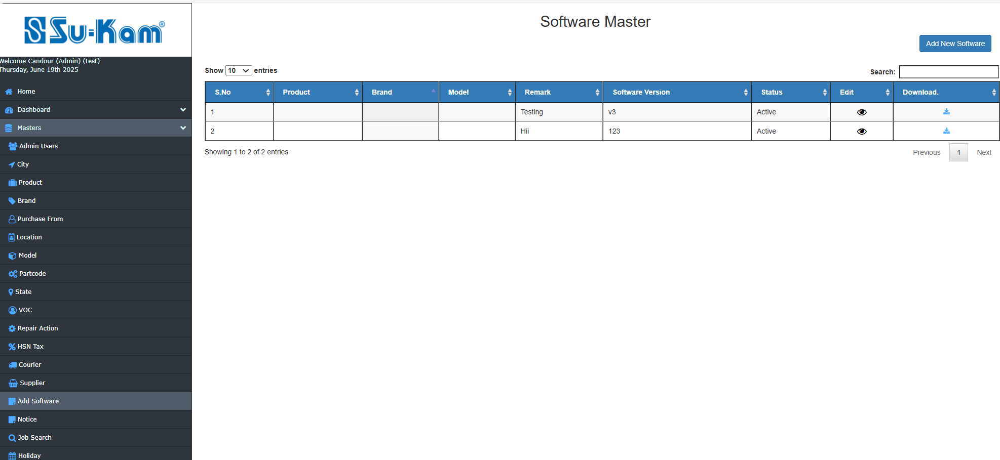 Su-Kam®
Welcome Candour (Admin) (test)
Thursday, June 19th 2025
Home
Dashboard
Masters
Admin Users
City
Product
Brand
Purchase From
Location
Model
Partcode
State
VOC
Repair Action
HSN Tax
Courier
Supplier
Add Software
Notice
Job Search
Holiday
Software Master
Add New Software
Show 10 entries
Search:
S.No Product Brand Model Remark Software Version Status Edit Download.
1 Testing v3 Active
2 Hii 123 Active
Showing 1 to 2 of 2 entries
Previous 1 Next